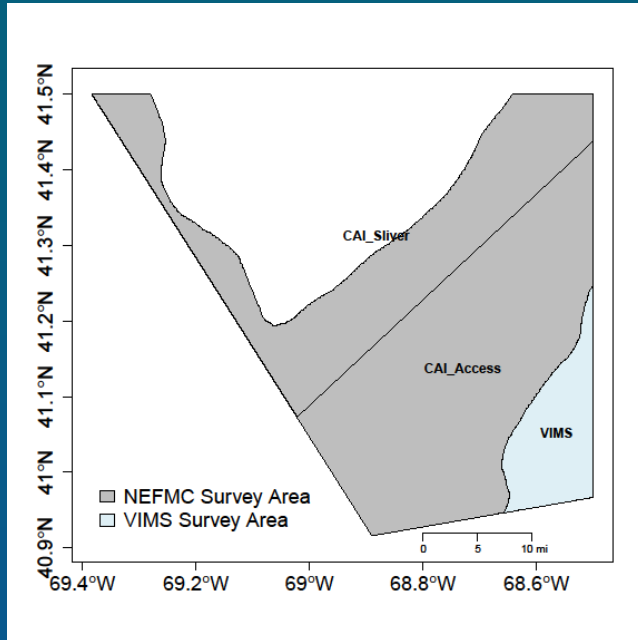 41.5°N
41.4°N
41.3°N
41.2°N
41.1°N
41°N
40.9°N
CAI_Sliver
CAI_Access
VIMS
NEFMC Survey Area
VIMS Survey Area
0 5 10 mi
69.4°W 69.2°W 69°W 68.8°W 68.6°W